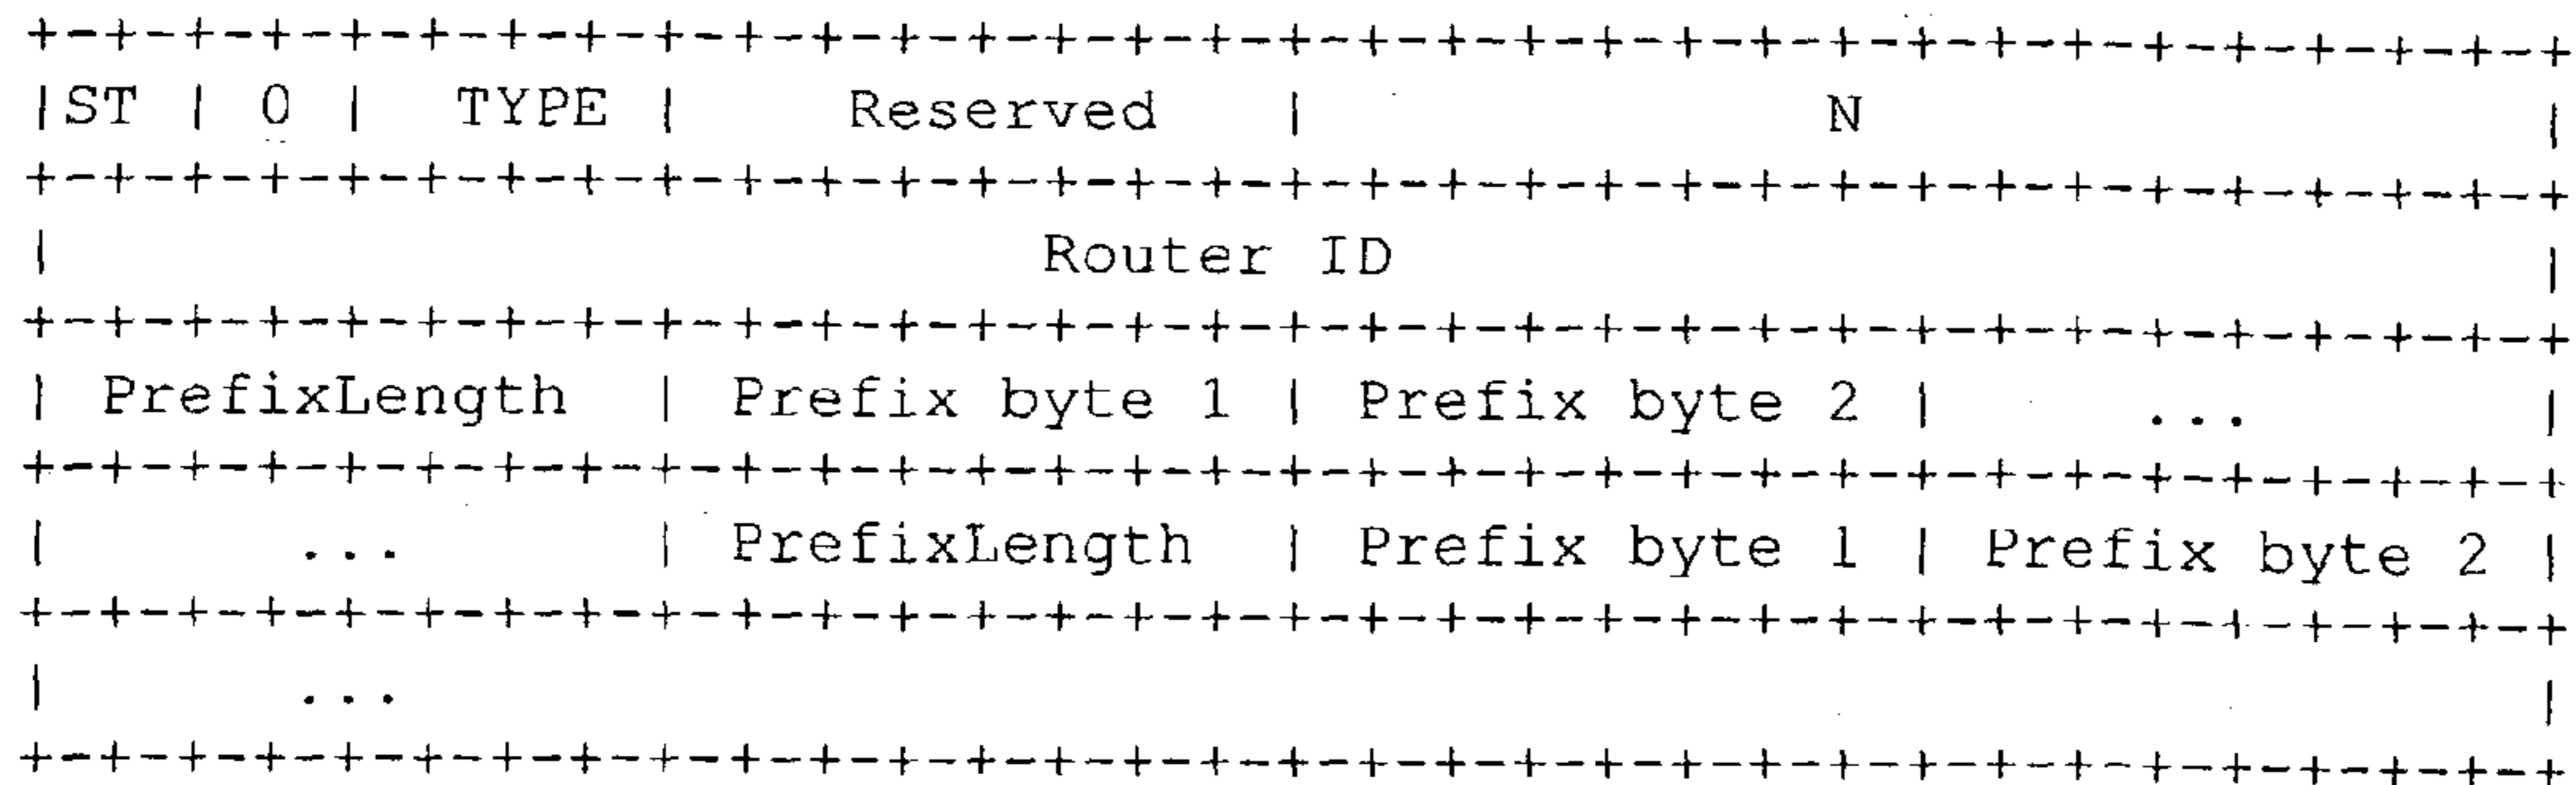 +-+-+-+-+-+-+-+-+-+-+-+-+-+-+-+-+-+-+-+-+-+-+-+-+-+-+-+-+-+-+-+-+
|ST | 0 |  TYPE |    Reserved   |             N                 |
+-+-+-+-+-+-+-+-+-+-+-+-+-+-+-+-+-+-+-+-+-+-+-+-+-+-+-+-+-+-+-+-+
|                         Router ID                             |
+-+-+-+-+-+-+-+-+-+-+-+-+-+-+-+-+-+-+-+-+-+-+-+-+-+-+-+-+-+-+-+-+
| PrefixLength  | Prefix byte 1 | Prefix byte 2 |     ...       |
+-+-+-+-+-+-+-+-+-+-+-+-+-+-+-+-+-+-+-+-+-+-+-+-+-+-+-+-+-+-+-+-+
|      ...      | PrefixLength  | Prefix byte 1 | Prefix byte 2 |
+-+-+-+-+-+-+-+-+-+-+-+-+-+-+-+-+-+-+-+-+-+-+-+-+-+-+-+-+-+-+-+-+
|      ...                                                      |
+-+-+-+-+-+-+-+-+-+-+-+-+-+-+-+-+-+-+-+-+-+-+-+-+-+-+-+-+-+-+-+-+